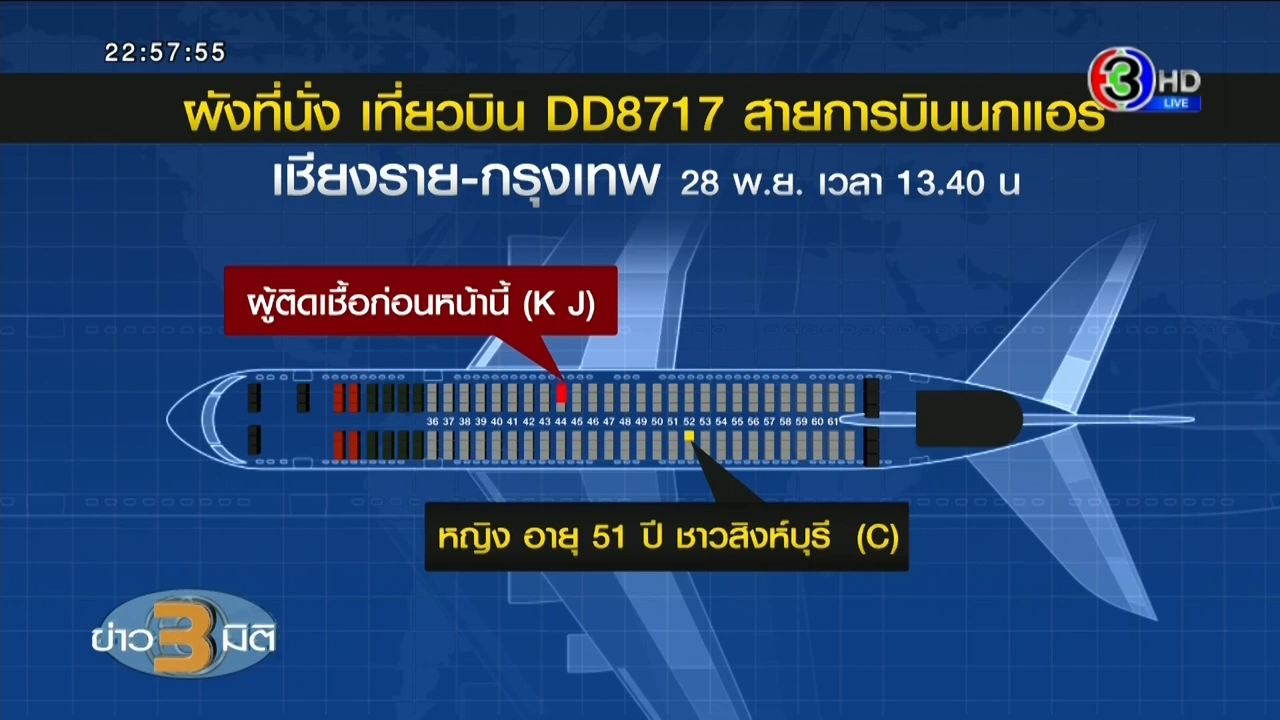 22:57:55
3 HD
LIVE
ผังที่นั่ง เที่ยวบิน DD8717 สายการบินนกแอร์
เชียงราย-กรุงเทพ 28 พ.ย. เวลา 13.40 น
ผู้ติดเชื้อก่อนหน้านี้ (K J)
36 37 38 39 40 41 42 43 44 45 46 47 48 49 50 51 52 53 54 55 56 57 58 59 60 61
หญิง อายุ 51 ปี ชาวสิงห์บุรี (C)
ข่าว 3 มิติ